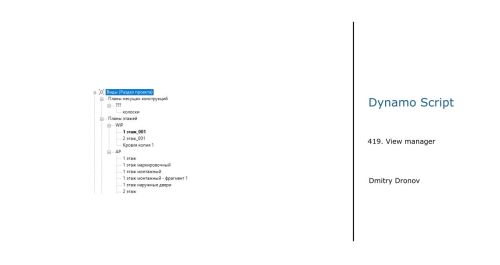 Виды (Раздел проекта)
Планы несущих конструкций
???
колоски
Планы этажей
WIP
1 этаж_001
2 этаж_001
Кровля копия 1
АР
1 этаж
1 этаж маркировочный
1 этаж монтажный
1 этаж монтажный - фрагмент 1
1 этаж наружные двери
2 этаж
Dynamo Script
419. View manager
Dmitry Dronov